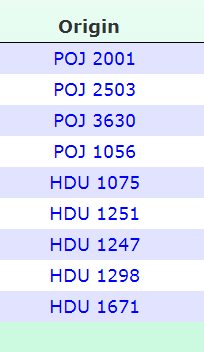 Origin
POJ 2001
POJ 2503
POJ 3630
POJ 1056
HDU 1075
HDU 1251
HDU 1247
HDU 1298
HDU 1671